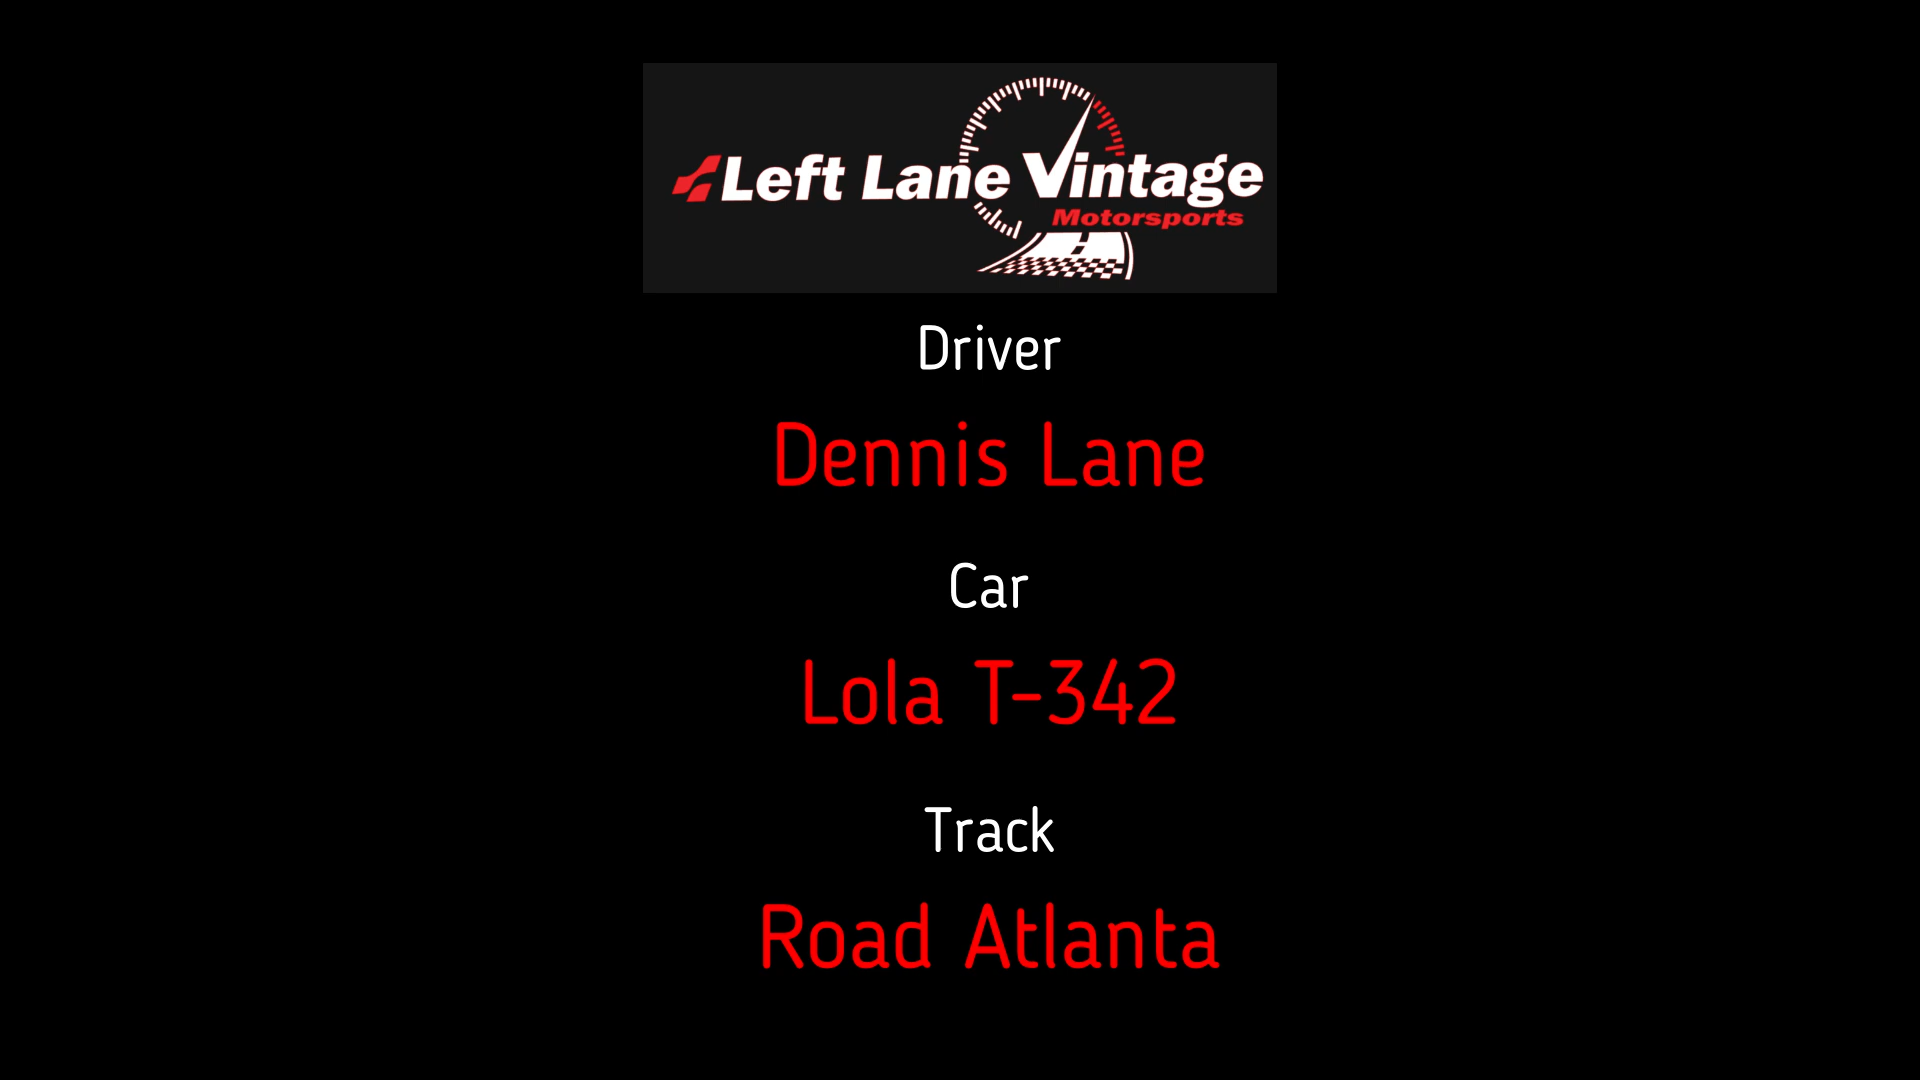 Left Lane Vintage
Motorsports
Driver
Dennis Lane
Car
Lola T-342
Track
Road Atlanta